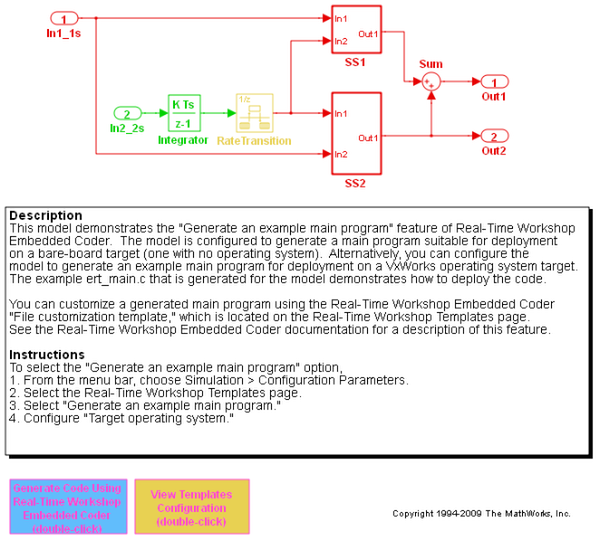 1
In1_1s
In1
In2
Out1
SS1
Sum
1
Out1
2
In2_2s
K Ts
z-1
Integrator
1/z
RateTransition
In1
In2
Out1
SS2
2
Out2
Description
This model demonstrates the "Generate an example main program" feature of Real-Time Workshop
Embedded Coder. The model is configured to generate a main program suitable for deployment
on a bare-board target (one with no operating system). Alternatively, you can configure the
model to generate an example main program for deployment on a VxWorks operating system target.
The example ert_main.c that is generated for the model demonstrates how to deploy the code.
You can customize a generated main program using the Real-Time Workshop Embedded Coder
"File customization template," which is located on the Real-Time Workshop Templates page.
See the Real-Time Workshop Embedded Coder documentation for a description of this feature.
Instructions
To select the "Generate an example main program" option,
1. From the menu bar, choose Simulation > Configuration Parameters.
2. Select the Real-Time Workshop Templates page.
3. Select "Generate an example main program."
4. Configure "Target operating system."
Generate Code Using
Real-Time Workshop
Embedded Coder
(double-click)
View Templates
Configuration
(double-click)
Copyright 1994-2009 The MathWorks, Inc.